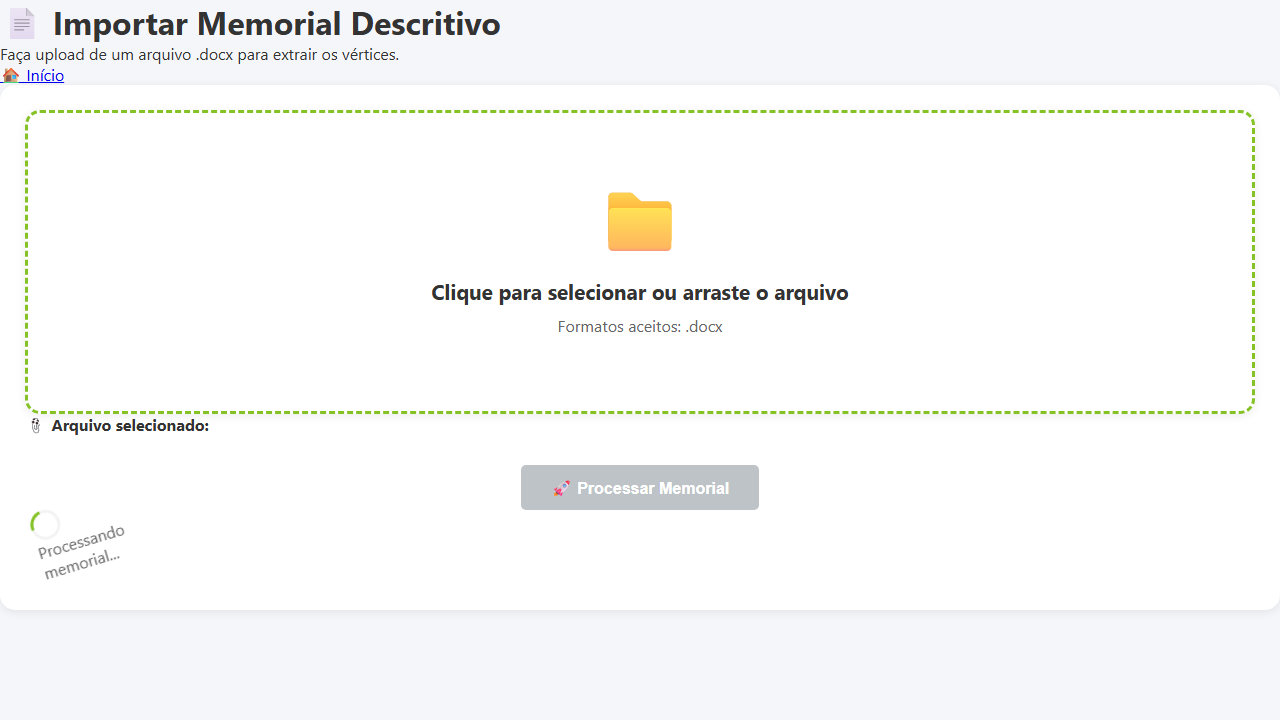 Importar Memorial Descritivo
Faça upload de um arquivo .docx para extrair os vértices.
Início
Clique para selecionar ou arraste o arquivo
Formatos aceitos: .docx
Arquivo selecionado:
Processar Memorial
Processando
memorial...